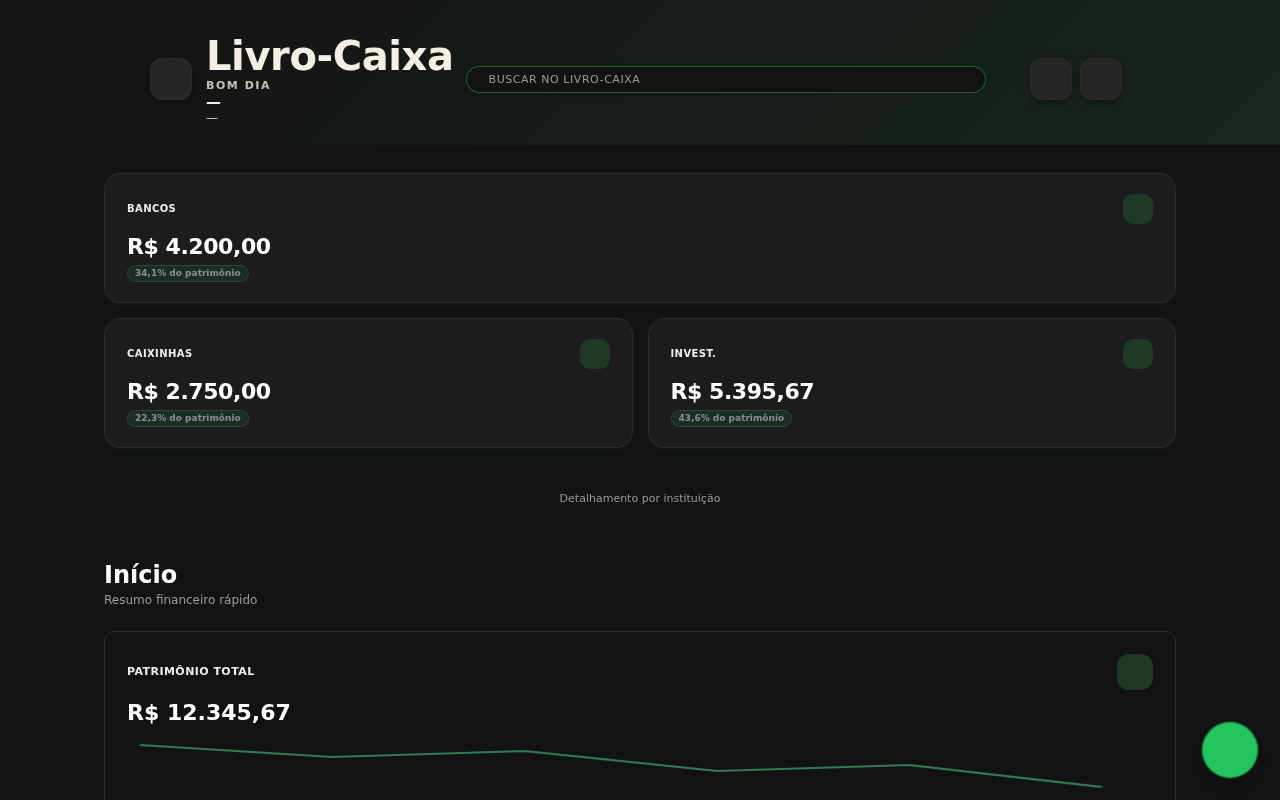 Livro-Caixa
BOM DIA
—
—
BUSCAR NO LIVRO-CAIXA
BANCOS
R$ 4.200,00
34,1% do patrimônio
CAIXINHAS
R$ 2.750,00
22,3% do patrimônio
INVEST.
R$ 5.395,67
43,6% do patrimônio
Detalhamento por instituição
Início
Resumo financeiro rápido
PATRIMÔNIO TOTAL
R$ 12.345,67